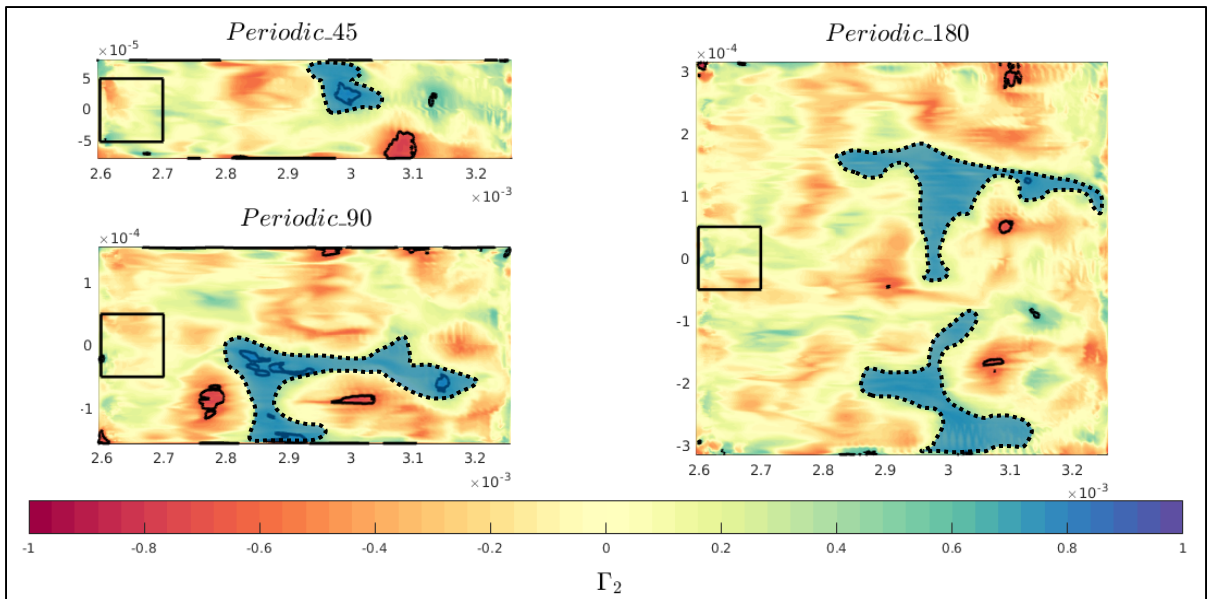 Periodic_45
×10⁻⁵
5
0
-5
2.6 2.7 2.8 2.9 3 3.1 3.2
×10⁻³
Periodic_90
×10⁻⁴
1
0
-1
2.6 2.7 2.8 2.9 3 3.1 3.2
×10⁻³
Periodic_180
×10⁻⁴
3
2
1
0
-1
-2
-3
2.6 2.7 2.8 2.9 3 3.1 3.2
×10⁻³
-1 -0.8 -0.6 -0.4 -0.2 0 0.2 0.4 0.6 0.8 1
Γ₂